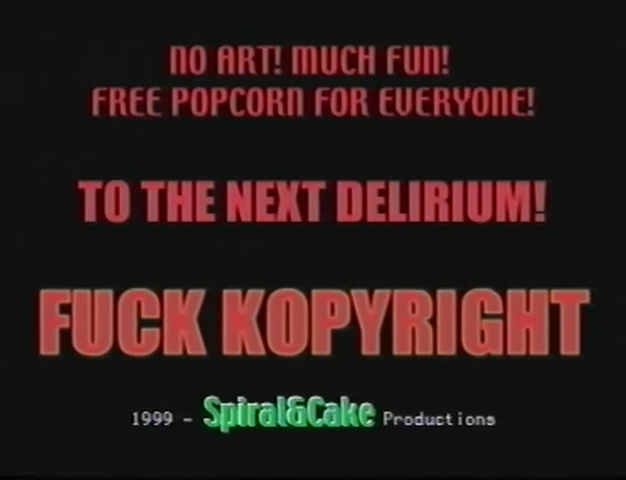 NO ART! MUCH FUN!
FREE POPCORN FOR EVERYONE!
TO THE NEXT DELIRIUM!
FUCK KOPYRIGHT
1999 - Spiral&Cake Productions